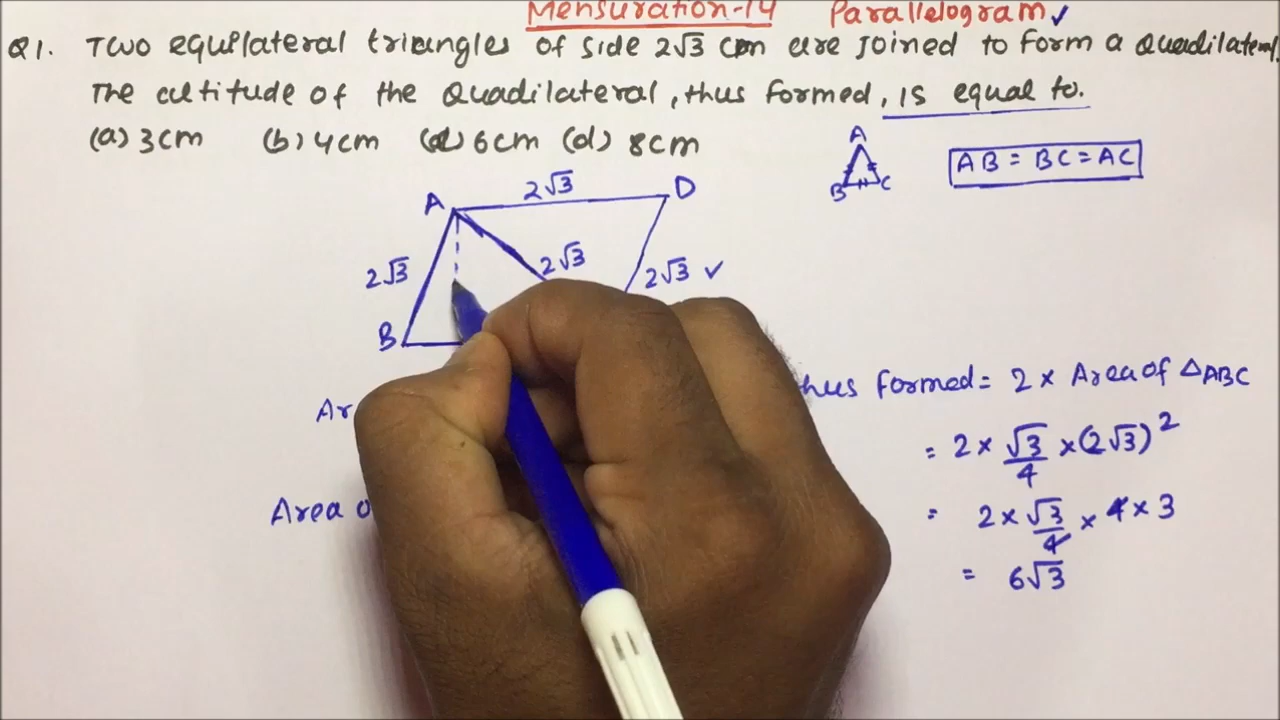 Mensuration-14 Parallelogram
Q1. Two equilateral triangles of side 2√3 cm are joined to form a Quadilateral.
The altitude of the Quadilateral, thus formed, is equal to.
(a) 3cm (b) 4cm 6cm (d) 8cm
A
B C
AB = BC = AC
A 2√3 D
2√3 2√3 2√3 ✓
B
thus formed = 2 × Area of △ABC
= 2 × √3/4 × (2√3)²
Area
= 2 × √3/4 × 4 × 3
= 6√3